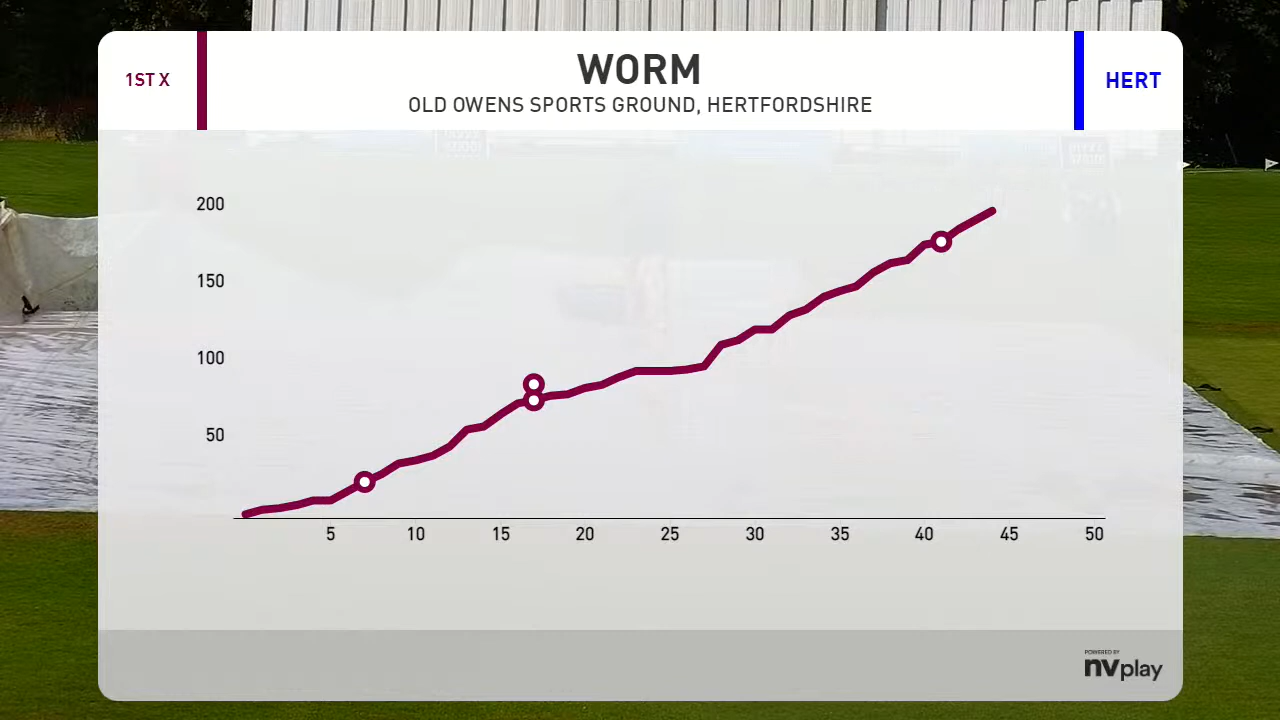 1ST X
WORM
OLD OWENS SPORTS GROUND, HERTFORDSHIRE
HERT
200
150
100
50
5 10 15 20 25 30 35 40 45 50
POWERED BY
nvplay